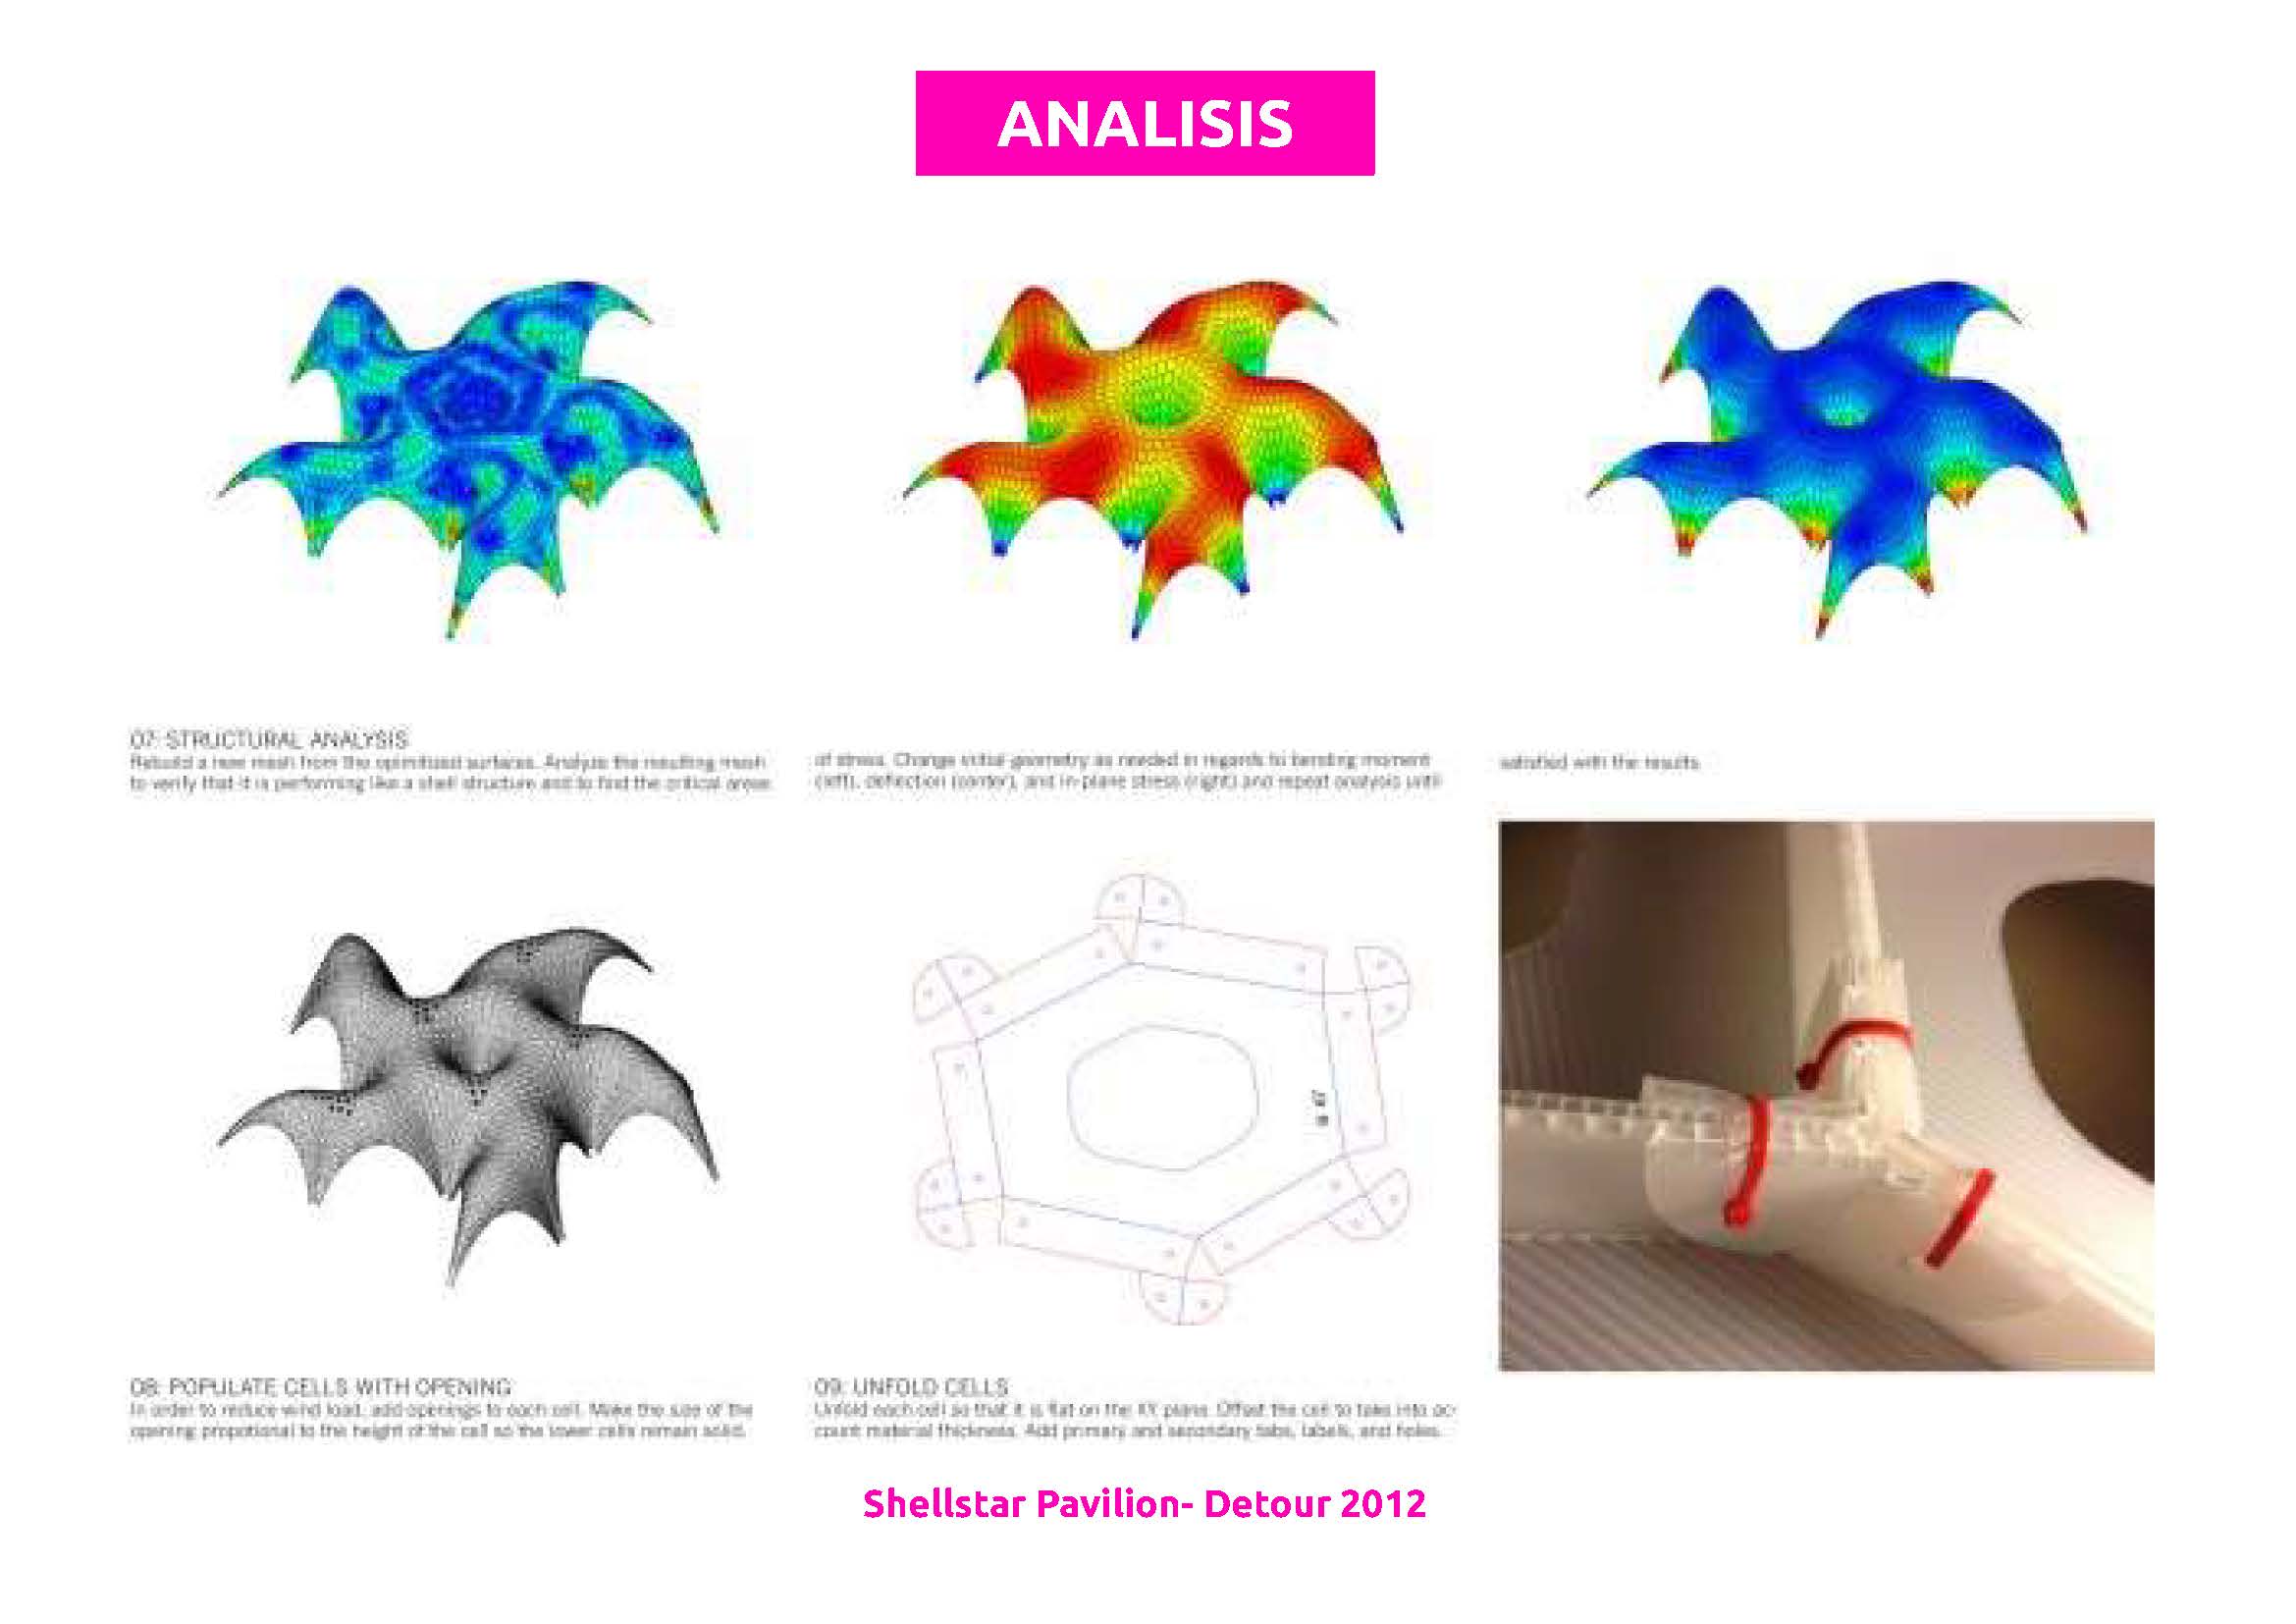 ANALISIS
07: STRUCTURAL ANALYSIS
Rebuild a new mesh from the optimitized surfaces. Analyze the resulting mesh
to verify that it is performing like a shell structure and to find the critical areas
of stress. Change initial geometry as needed in regards to bending moment
(left), deflection (center), and in-plane stress (right) and repeat analysis until
satisfied with the results.
08: POPULATE CELLS WITH OPENING
In order to reduce wind load, add openings to each cell. Make the size of the
opening propotional to the height of the cell so the lower cells remain solid.
09: UNFOLD CELLS
Unfold each cell so that it is flat on the XY plane. Offset the cell to take into ac-
count material thickness. Add primary and secondary tabs, labels, and holes.
Shellstar Pavilion- Detour 2012